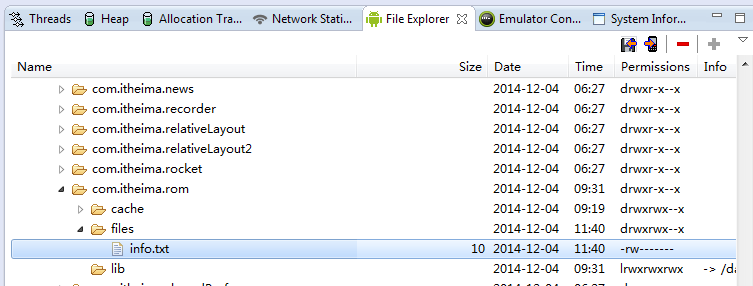 Threads Heap Allocation Tra... Network Stati... File Explorer Emulator Con... System Infor...
Name Size Date Time Permissions Info
com.itheima.news 2014-12-04 06:27 drwxr-x--x
com.itheima.recorder 2014-12-04 06:27 drwxr-x--x
com.itheima.relativeLayout 2014-12-04 06:27 drwxr-x--x
com.itheima.relativeLayout2 2014-12-04 06:27 drwxr-x--x
com.itheima.rocket 2014-12-04 06:27 drwxr-x--x
com.itheima.rom 2014-12-04 09:31 drwxr-x--x
cache 2014-12-04 09:19 drwxrwx--x
files 2014-12-04 11:40 drwxrwx--x
info.txt 10 2014-12-04 11:40 -rw-------
lib 2014-12-04 09:31 lrwxrwxrwx -> /da